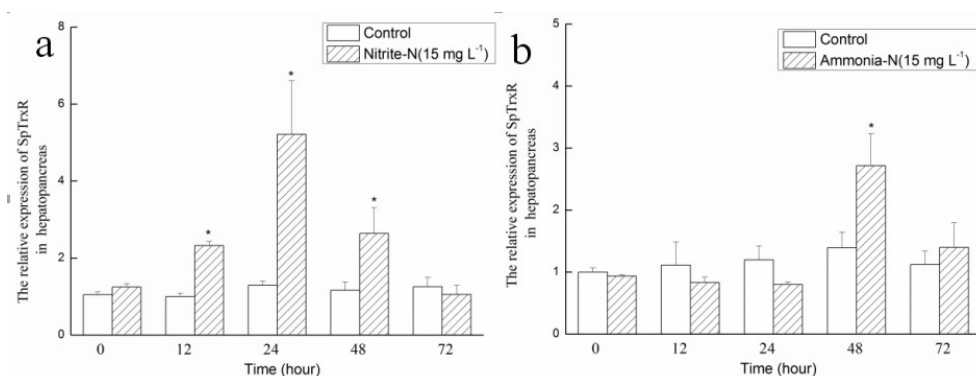 a
Control
Nitrite-N(15 mg L⁻¹)
The relative expression of SpTrxR
in hepatopancreas
8
6
4
2
0
*
*
*
0 12 24 48 72
Time (hour)
b
Control
Ammonia-N(15 mg L⁻¹)
The relative expression of SpTrxR
in hepatopancreas
5
4
3
2
1
0
*
0 12 24 48 72
Time (hour)